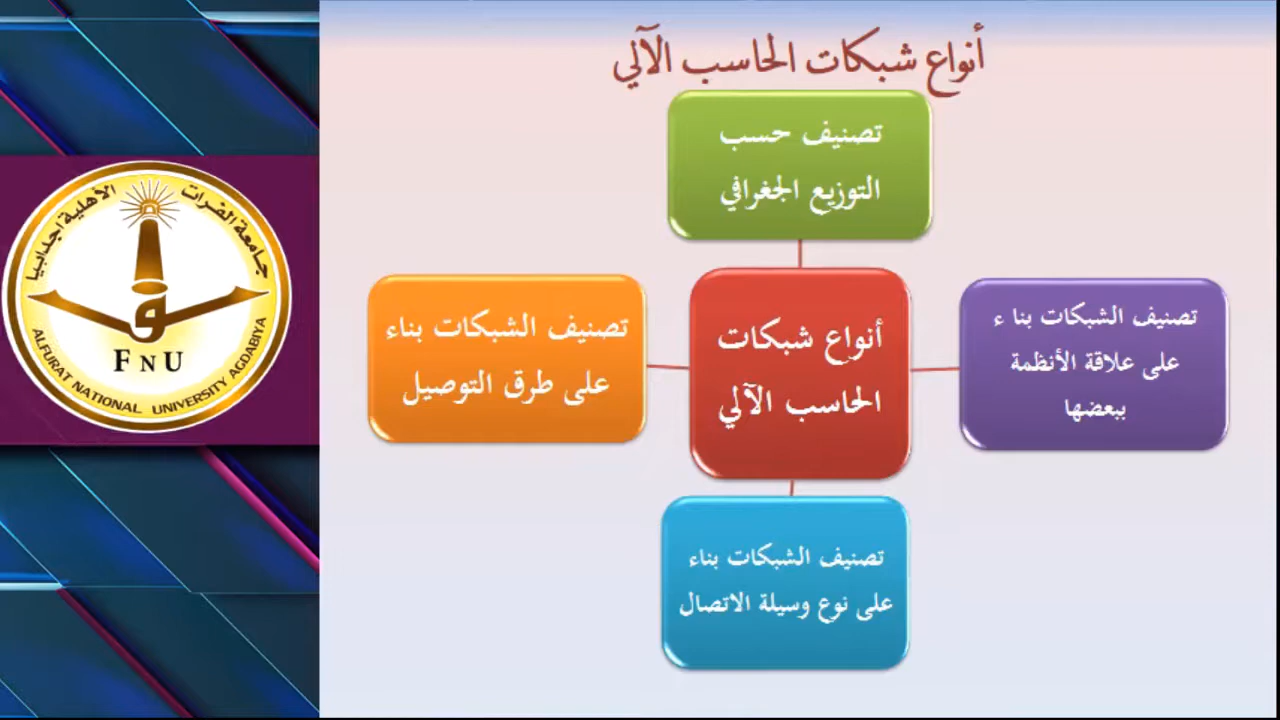 أنواع شبكات الحاسب الآلي
تصنيف حسب
التوزيع الجغرافي
تصنيف الشبكات بنا ء
على علاقة الأنظمة
ببعضها
أنواع شبكات
الحاسب الآلي
تصنيف الشبكات بناء
على طرق التوصيل
تصنيف الشبكات بناء
على نوع وسيلة الاتصال
جامعة الفرات الأهلية اجدابيا
FNU
ALFURAT NATIONAL UNIVERSITY AGDABIYA